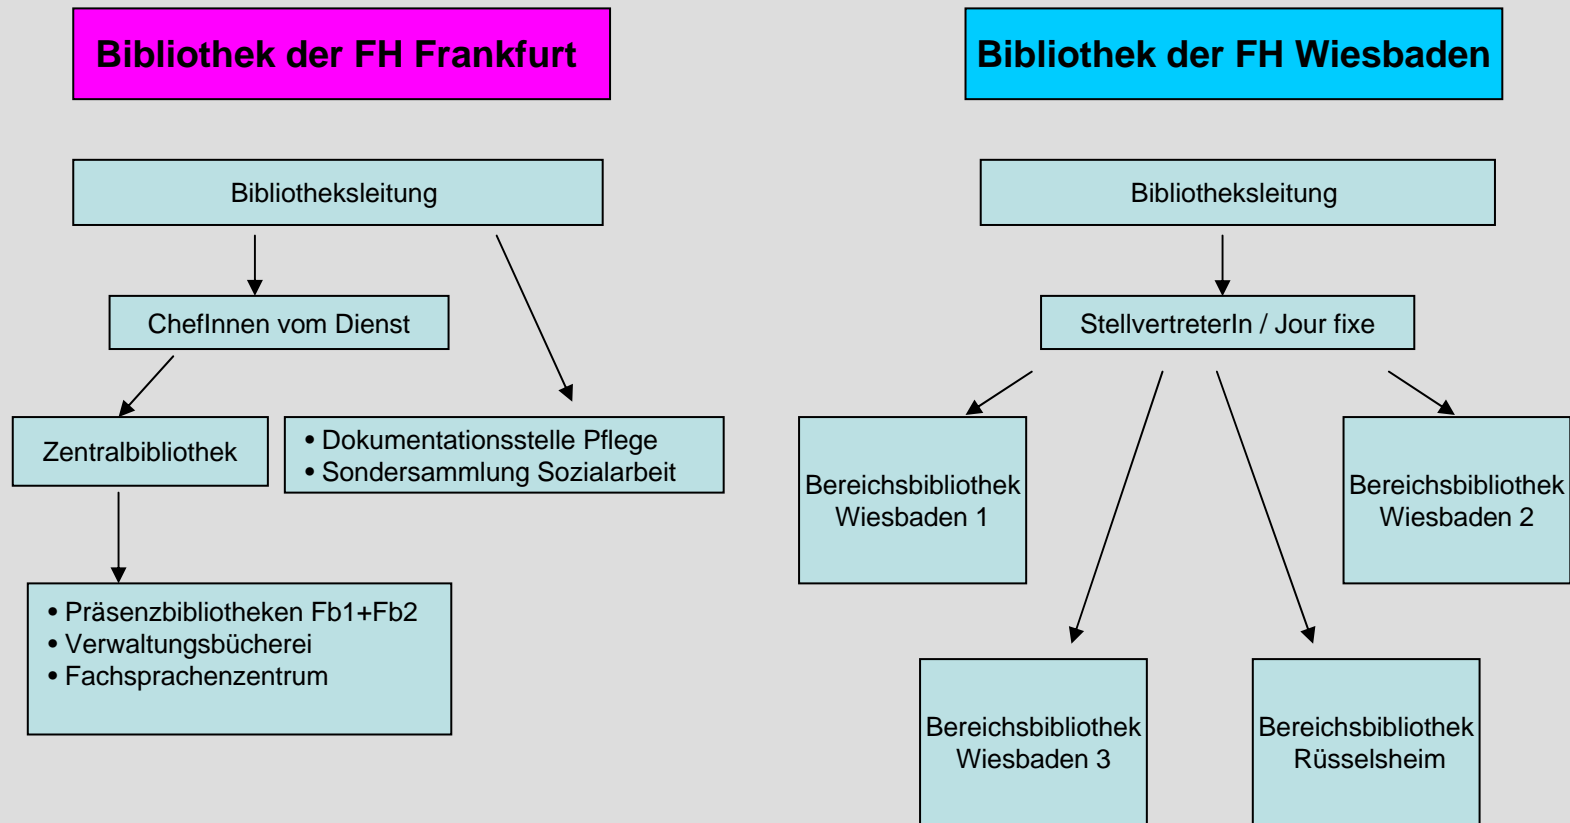 Bibliothek der FH Frankfurt
Bibliotheksleitung
ChefInnen vom Dienst
Zentralbibliothek
• Dokumentationsstelle Pflege
• Sondersammlung Sozialarbeit
• Präsenzbibliotheken Fb1+Fb2
• Verwaltungsbücherei
• Fachsprachenzentrum
Bibliothek der FH Wiesbaden
Bibliotheksleitung
StellvertreterIn / Jour fixe
Bereichsbibliothek
Wiesbaden 1
Bereichsbibliothek
Wiesbaden 2
Bereichsbibliothek
Wiesbaden 3
Bereichsbibliothek
Rüsselsheim